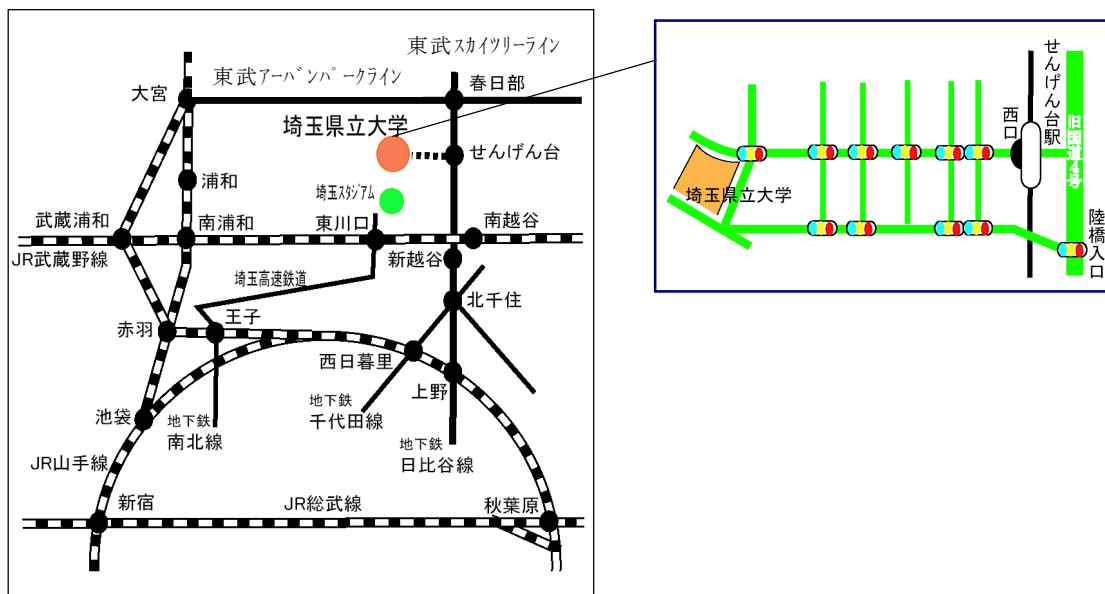 東武スカイツリーライン
東武アーバンパークライン
大宮
春日部
埼玉県立大学
せんげん台
浦和
埼玉スタジアム
武蔵浦和
南浦和
東川口
南越谷
JR武蔵野線
新越谷
埼玉高速鉄道
北千住
赤羽
王子
西日暮里
上野
池袋
地下鉄
南北線
地下鉄
千代田線
地下鉄
日比谷線
JR山手線
新宿
JR総武線
秋葉原
せんげん台駅
西口
旧国道4号
埼玉県立大学
陸橋入口